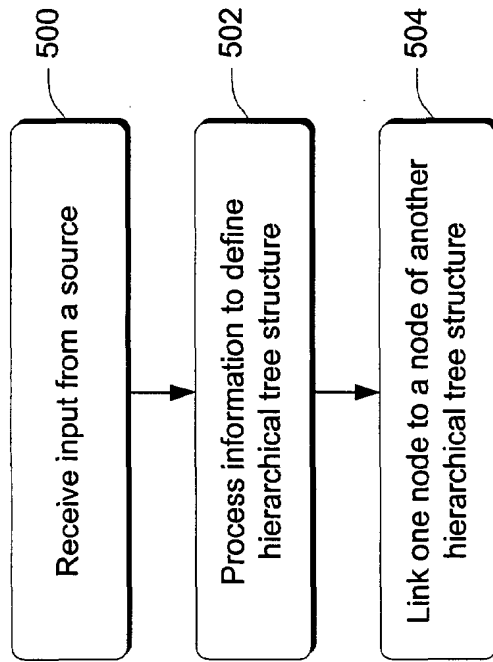 500
Receive input from a source
502
Process information to define
hierarchical tree structure
504
Link one node to a node of another
hierarchical tree structure